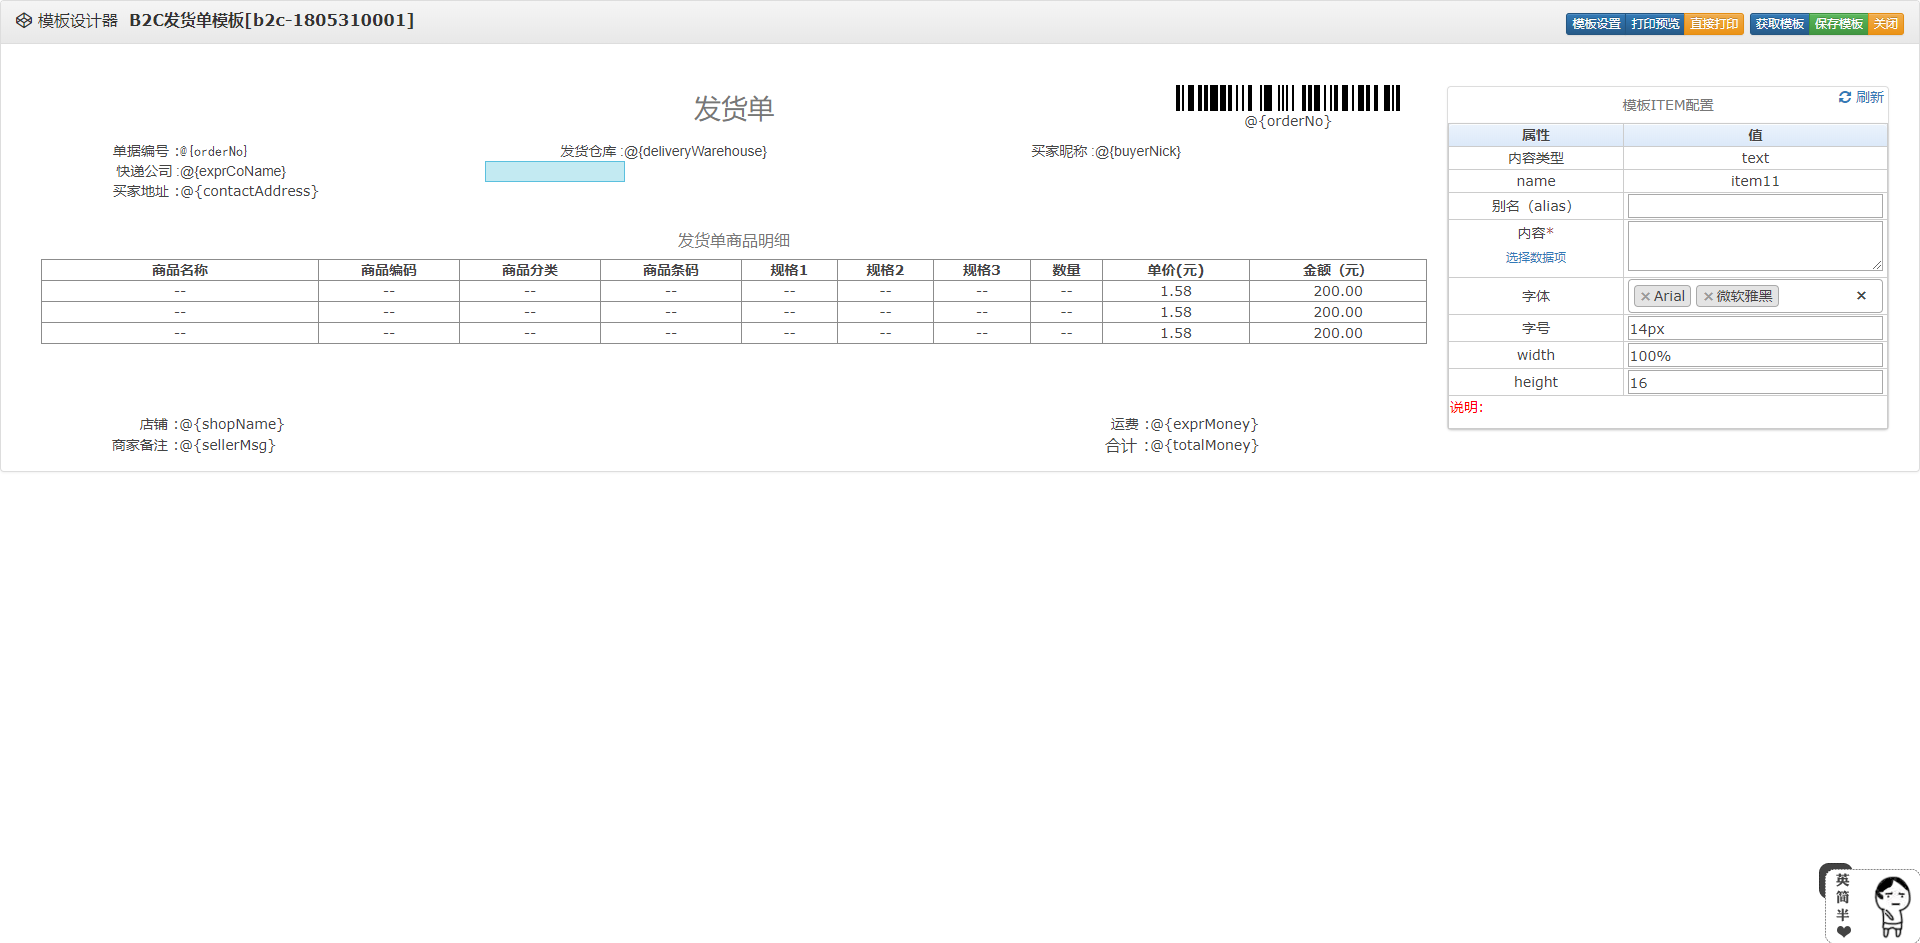 模板设计器 B2C发货单模板[b2c-1805310001]
模板设置 打印预览 直接打印 获取模板 保存模板 关闭
发货单
@{orderNo}
单据编号 :@{orderNo} 发货仓库 :@{deliveryWarehouse} 买家昵称 :@{buyerNick}
快递公司 :@{exprCoName}
买家地址 :@{contactAddress}
发货单商品明细
商品名称 商品编码 商品分类 商品条码 规格1 规格2 规格3 数量 单价(元) 金额（元)
-- -- -- -- -- -- -- -- 1.58 200.00
-- -- -- -- -- -- -- -- 1.58 200.00
-- -- -- -- -- -- -- -- 1.58 200.00
店铺 :@{shopName} 运费 :@{exprMoney}
商家备注 :@{sellerMsg} 合计 :@{totalMoney}
模板ITEM配置 刷新
属性 值
内容类型 text
name item11
别名（alias）
内容*
选择数据项
字体 ×Arial ×微软雅黑 ×
字号 14px
width 100%
height 16
说明:
英
简
半